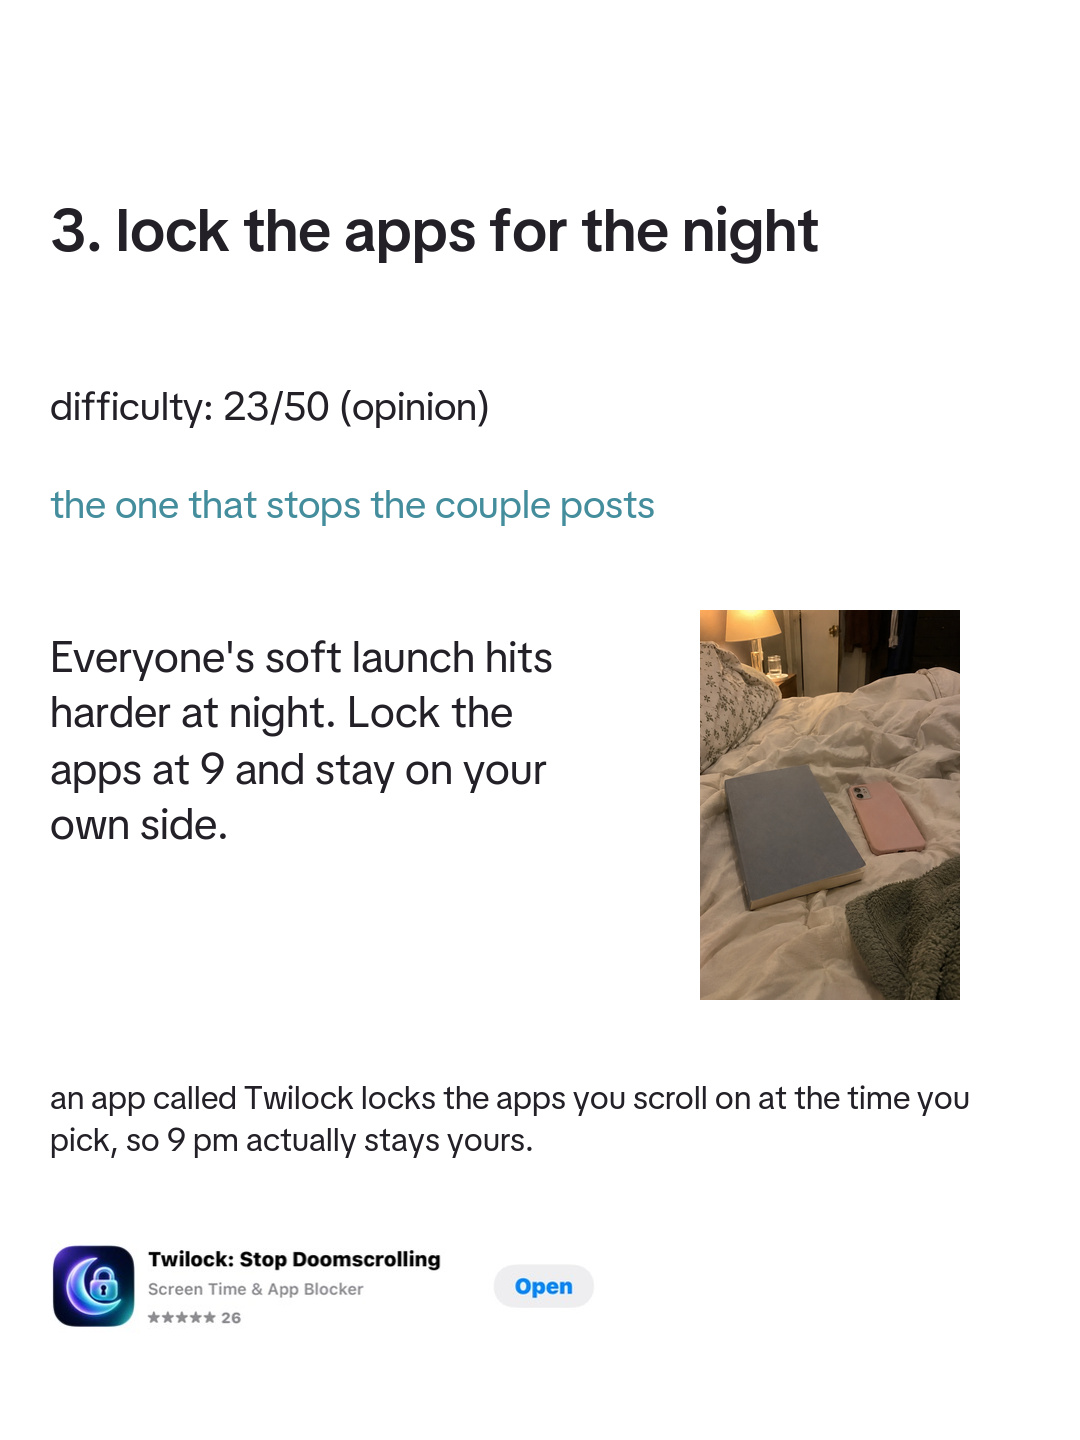 3. lock the apps for the night
difficulty: 23/50 (opinion)
the one that stops the couple posts
Everyone's soft launch hits
harder at night. Lock the
apps at 9 and stay on your
own side.
an app called Twilock locks the apps you scroll on at the time you
pick, so 9 pm actually stays yours.
Twilock: Stop Doomscrolling
Screen Time & App Blocker
★★★★★ 26
Open